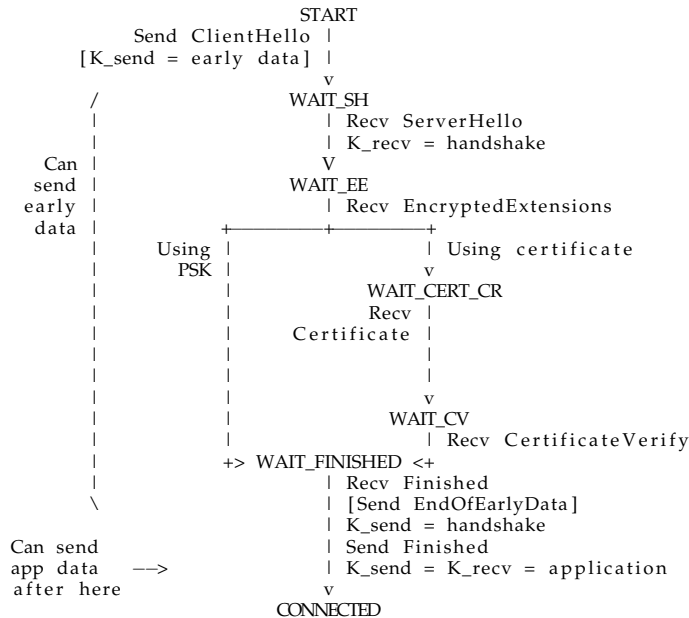 START
Send ClientHello |
[K_send = early data] |
v
/ WAIT_SH
| | Recv ServerHello
| | K_recv = handshake
Can | V
send | WAIT_EE
early | | Recv EncryptedExtensions
data | +--------+--------+
| Using | | Using certificate
| PSK | v
| | WAIT_CERT_CR
| | Recv |
| | Certificate |
| | |
| | |
| | v
| | WAIT_CV
| | | Recv CertificateVerify
| +> WAIT_FINISHED <+
| | Recv Finished
\ | [Send EndOfEarlyData]
| K_send = handshake
Can send | Send Finished
app data —–> | K_send = K_recv = application
after here v
CONNECTED